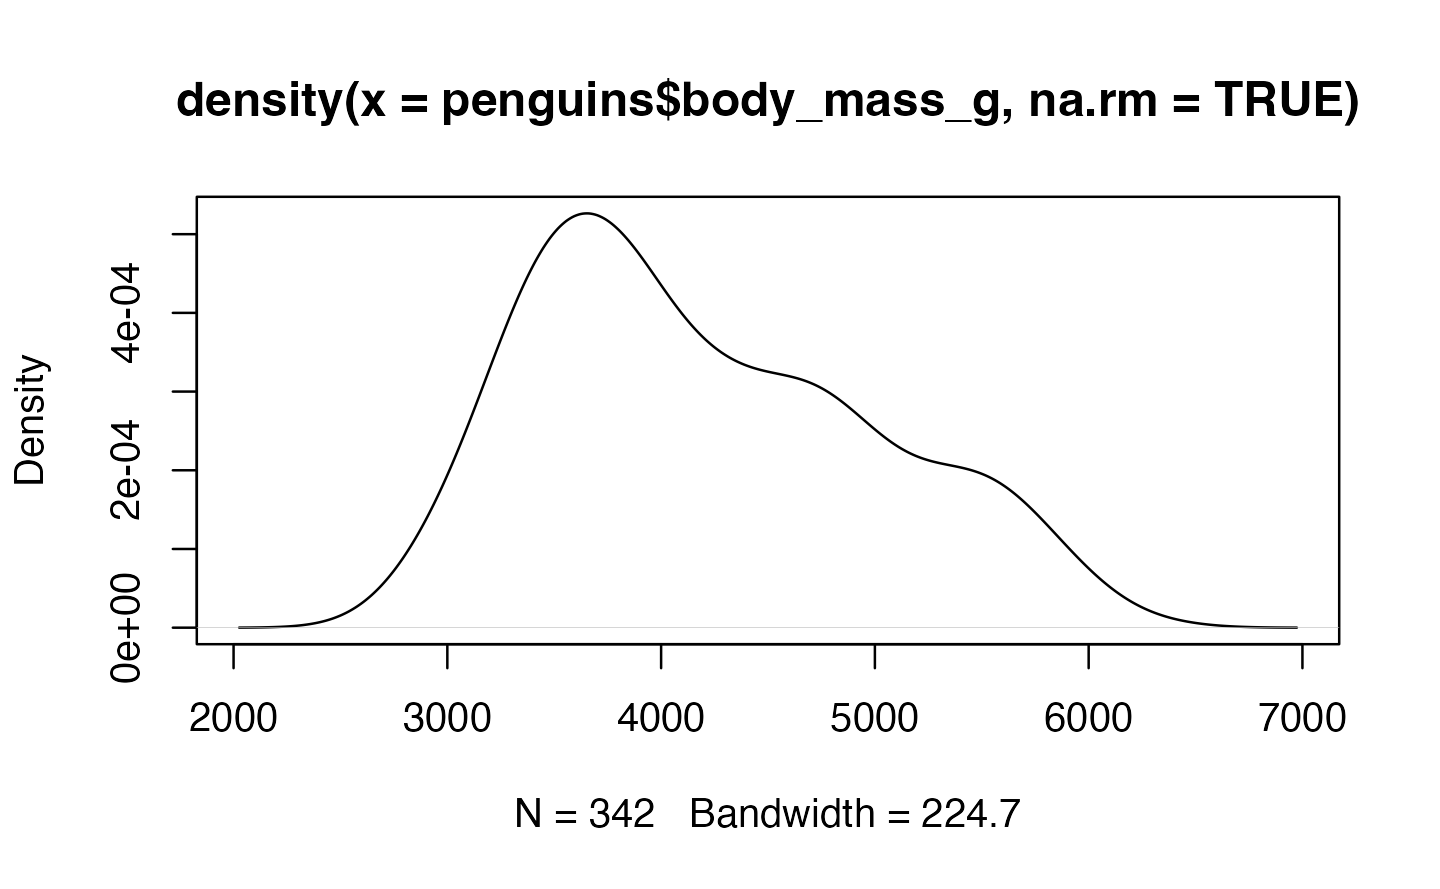 density(x = penguins$body_mass_g, na.rm = TRUE)
Density
4e-04
2e-04
0e+00
2000 3000 4000 5000 6000 7000
N = 342 Bandwidth = 224.7